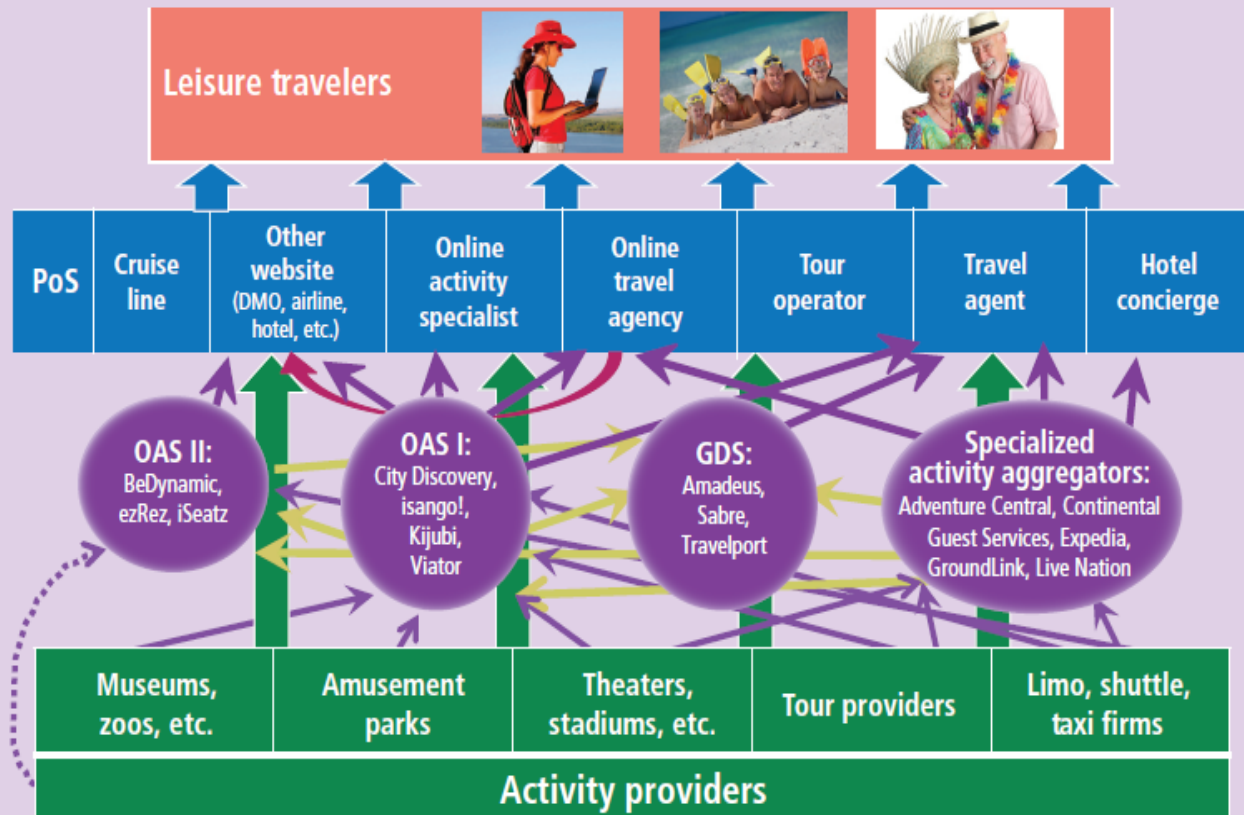 Leisure travelers
PoS
Cruise
line
Other
website
(DMO, airline,
hotel, etc.)
Online
activity
specialist
Online
travel
agency
Tour
operator
Travel
agent
Hotel
concierge
OAS II:
BeDynamic,
ezRez, iSeatz
OAS I:
City Discovery,
isango!,
Kijubi,
Viator
GDS:
Amadeus,
Sabre,
Travelport
Specialized
activity aggregators:
Adventure Central, Continental
Guest Services, Expedia,
GroundLink, Live Nation
Museums,
zoos, etc.
Amusement
parks
Theaters,
stadiums, etc.
Tour providers
Limo, shuttle,
taxi firms
Activity providers